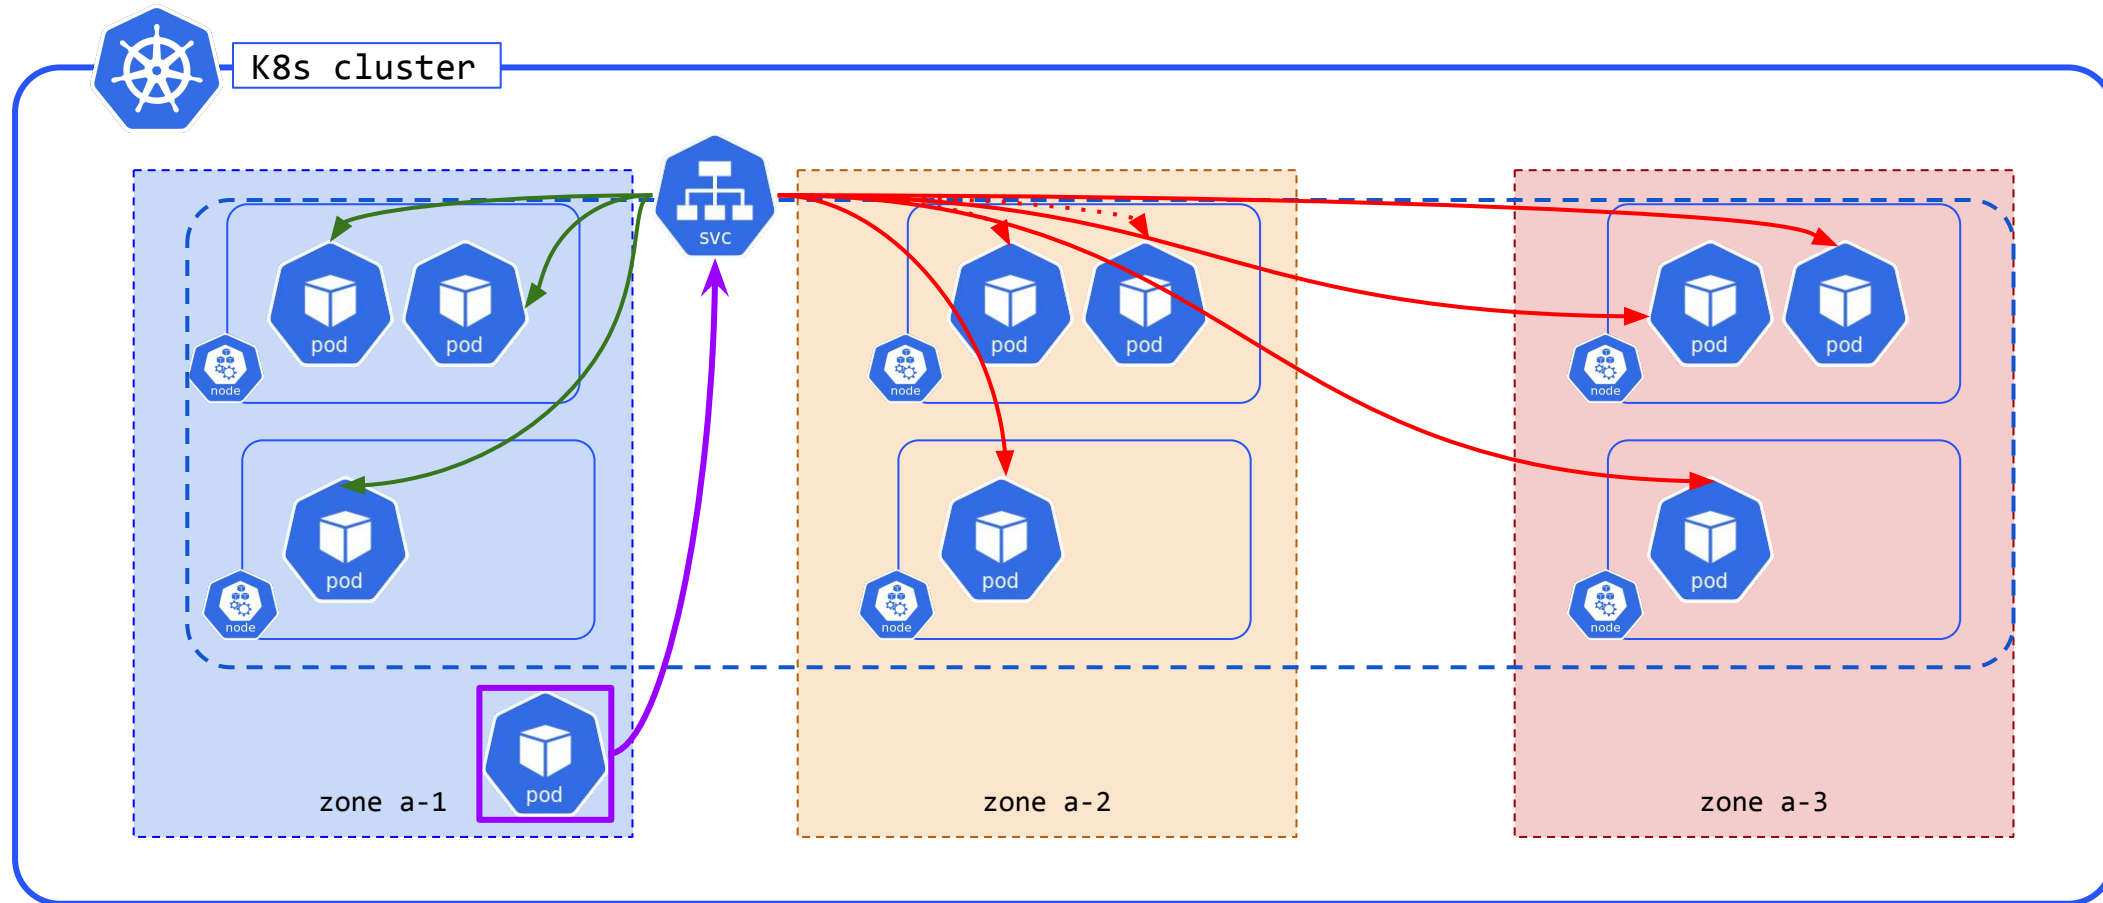 K8s cluster
svc
pod
pod
node
pod
pod
node
pod
pod
node
pod
node
pod
node
pod
node
pod
zone a-1
zone a-2
zone a-3